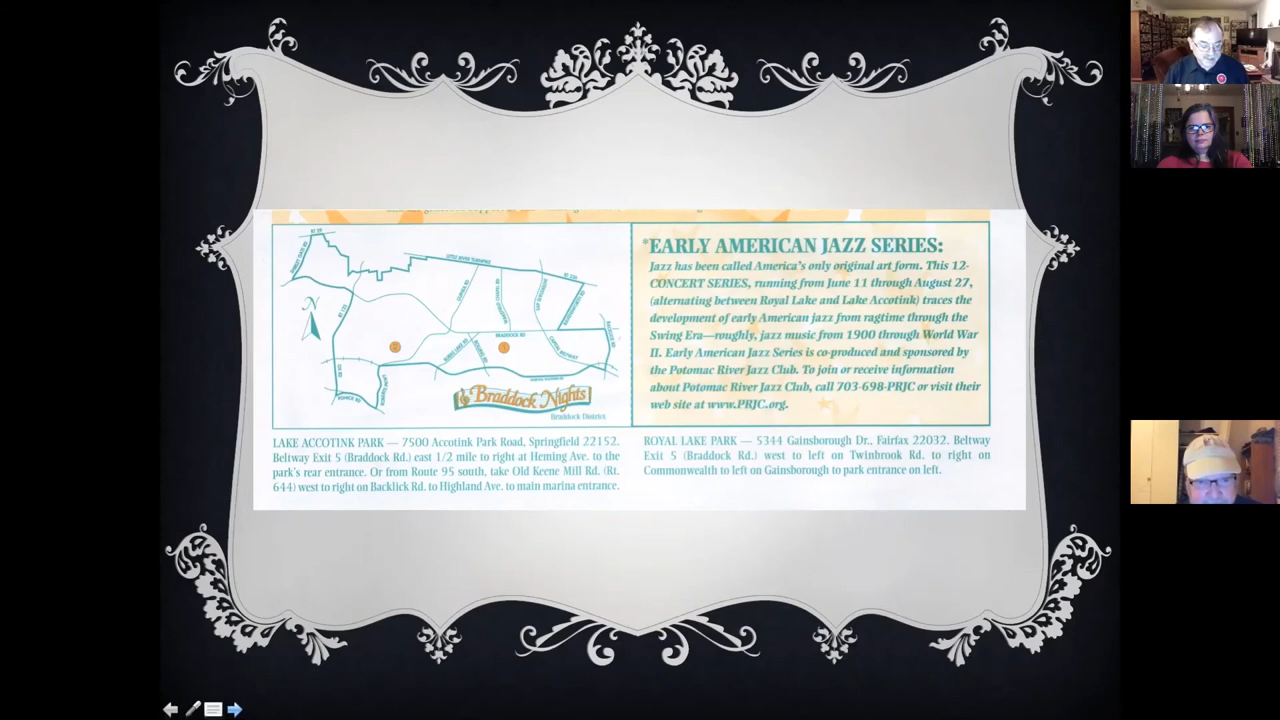 *EARLY AMERICAN JAZZ SERIES:
Jazz has been called America's only original art form. This 12-
CONCERT SERIES, running from June 11 through August 27,
(alternating between Royal Lake and Lake Accotink) traces the
development of early American jazz from ragtime through the
Swing Era—roughly, jazz music from 1900 through World War
II. Early American Jazz Series is co-produced and sponsored by
the Potomac River Jazz Club. To join or receive information
about Potomac River Jazz Club, call 703-698-PRJC or visit their
web site at www.PRJC.org.
BRADDOCK RD
Braddock Nights
Braddock District
LAKE ACCOTINK PARK — 7500 Accotink Park Road, Springfield 22152.
Beltway Exit 5 (Braddock Rd.) east 1/2 mile to right at Heming Ave. to the
park's rear entrance. Or from Route 95 south, take Old Keene Mill Rd. (Rt.
644) west to right on Backlick Rd. to Highland Ave. to main marina entrance.
ROYAL LAKE PARK — 5344 Gainsborough Dr., Fairfax 22032. Beltway
Exit 5 (Braddock Rd.) west to left on Twinbrook Rd. to right on
Commonwealth to left on Gainsborough to park entrance on left.